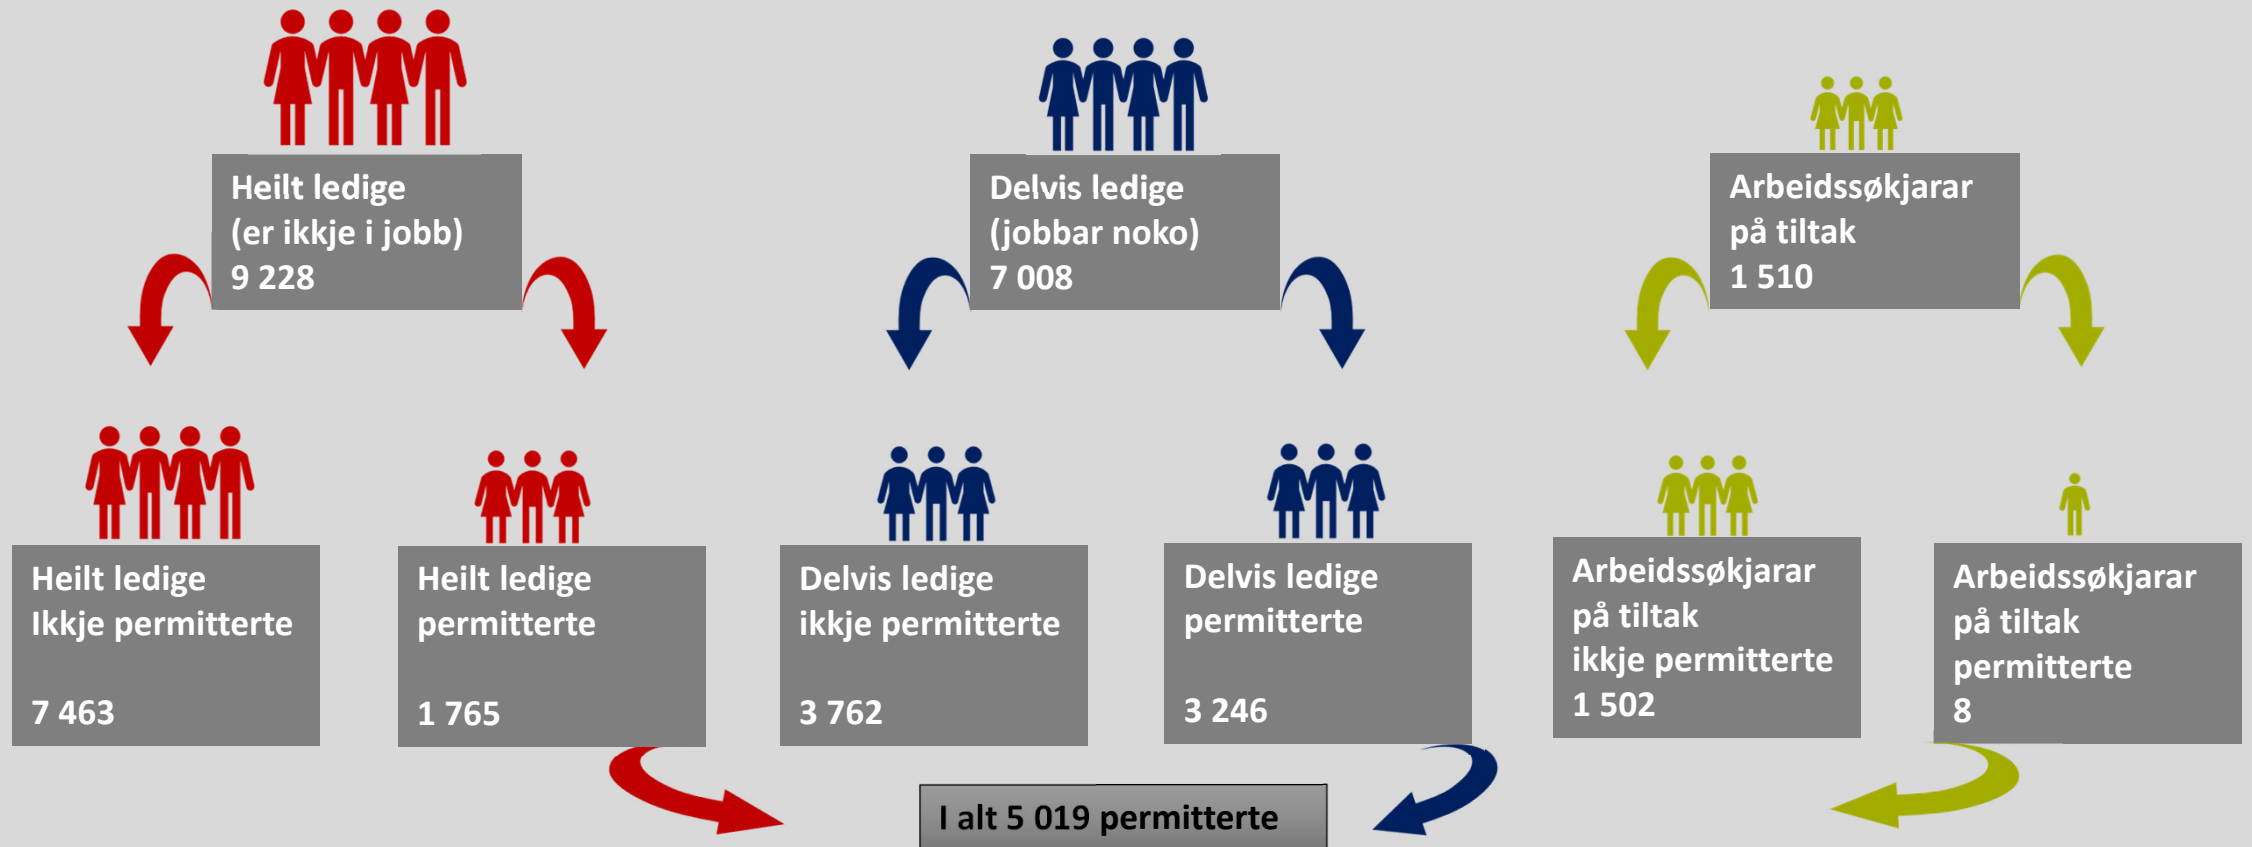 Heilt ledige
(er ikkje i jobb)
9 228
Delvis ledige
(jobbar noko)
7 008
Arbeidssøkjarar
på tiltak
1 510
Heilt ledige
Ikkje permitterte
7 463
Heilt ledige
permitterte
1 765
Delvis ledige
ikkje permitterte
3 762
Delvis ledige
permitterte
3 246
Arbeidssøkjarar
på tiltak
ikkje permitterte
1 502
Arbeidssøkjarar
på tiltak
permitterte
8
I alt 5 019 permitterte